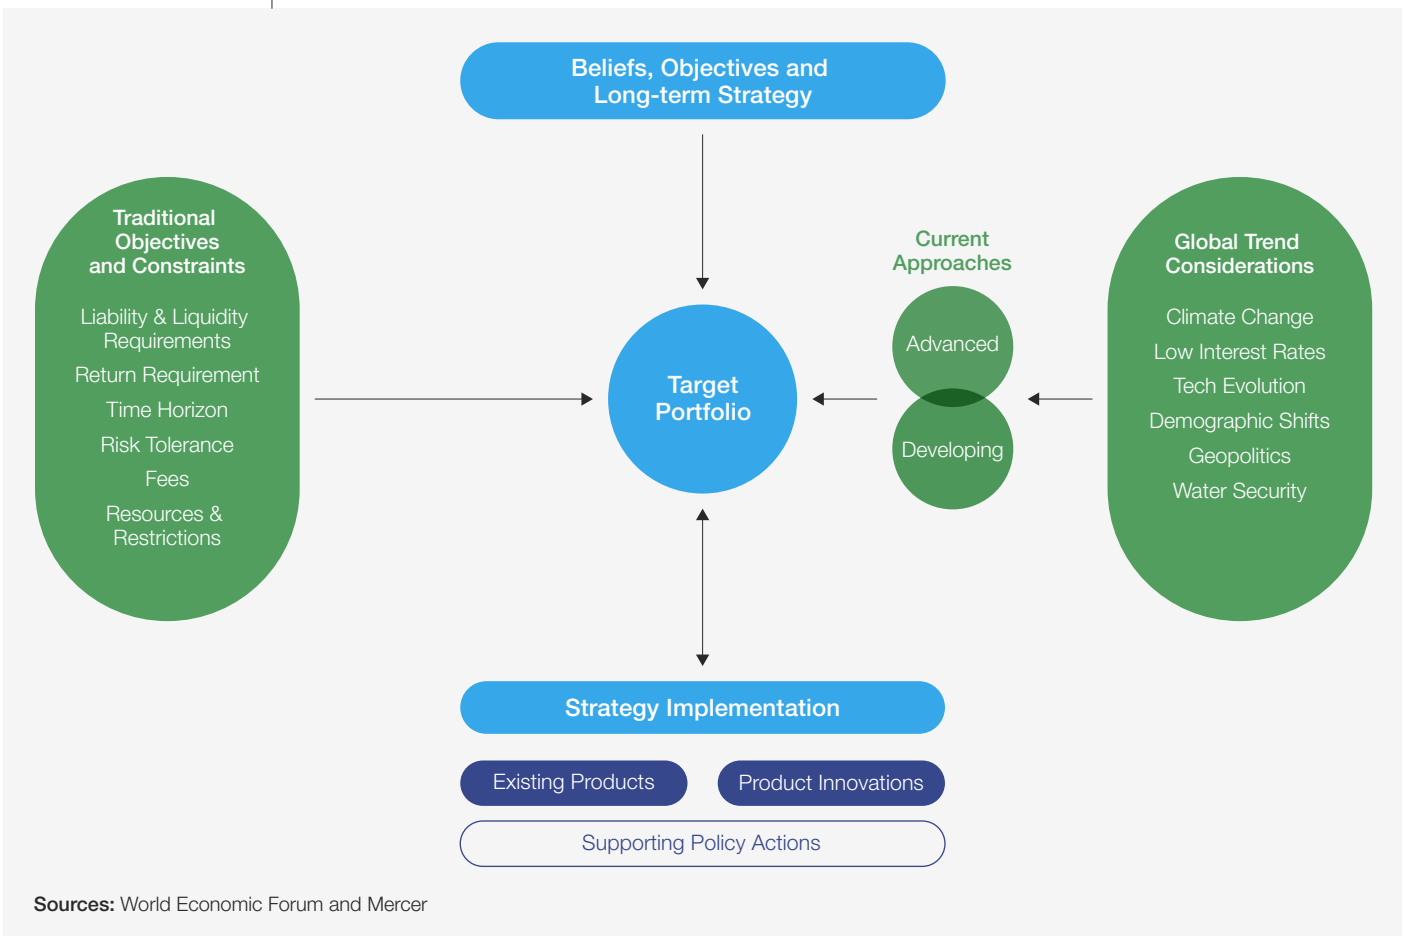 Beliefs, Objectives and
Long-term Strategy
Traditional
Objectives
and Constraints
Liability & Liquidity
Requirements
Return Requirement
Time Horizon
Risk Tolerance
Fees
Resources &
Restrictions
Target
Portfolio
Current
Approaches
Advanced
Developing
Global Trend
Considerations
Climate Change
Low Interest Rates
Tech Evolution
Demographic Shifts
Geopolitics
Water Security
Strategy Implementation
Existing Products
Product Innovations
Supporting Policy Actions
Sources: World Economic Forum and Mercer